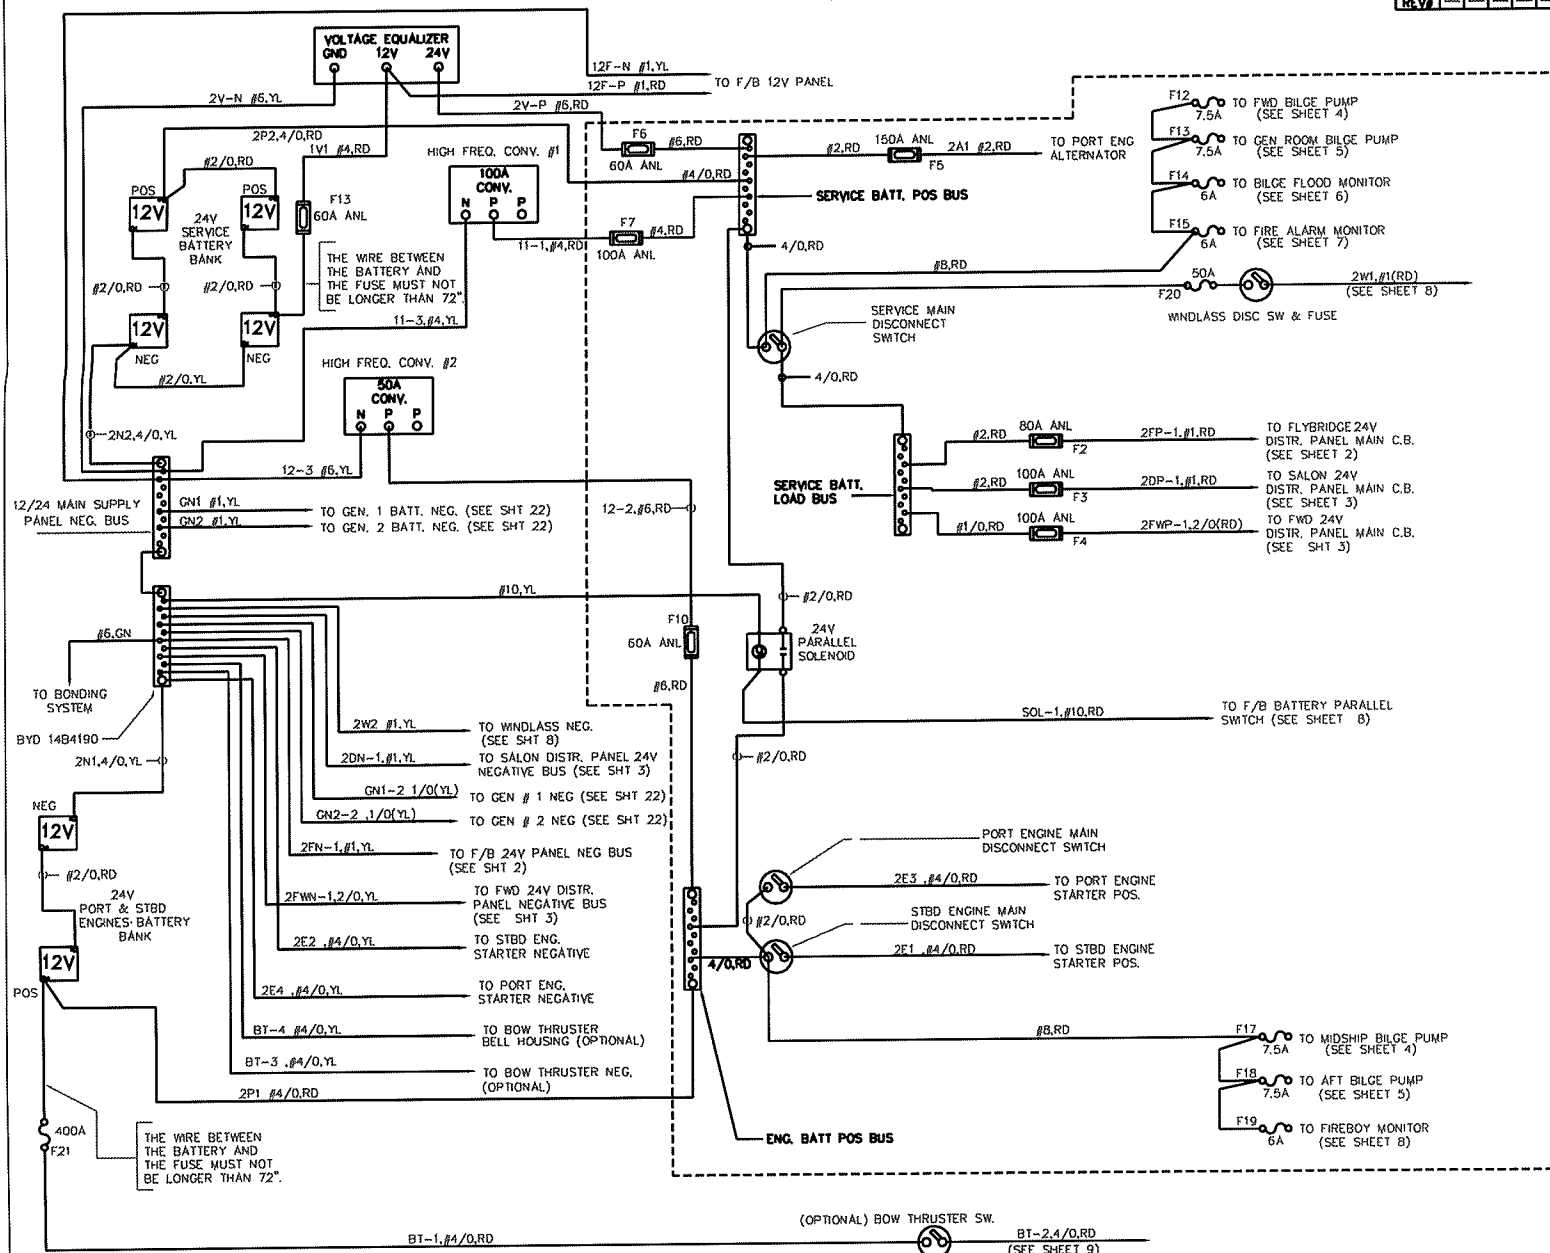 REV#
VOLTAGE EQUALIZER
GND 12V 24V
12F-N #1,YL
12F-P #1,RD
TO F/B 12V PANEL
2V-N #6,YL
2V-P #6,RD
2P2,4/0,RD
1V1 #4,RD
#2/0,RD
POS
12V
POS
12V
24V
SERVICE
BATTERY
BANK
F13
60A ANL
#2/0,RD
#2/0,RD
12V
NEG
12V
NEG
#2/0,YL
THE WIRE BETWEEN
THE BATTERY AND
THE FUSE MUST NOT
BE LONGER THAN 72".
HIGH FREQ. CONV. #1
100A
CONV.
N P P
11-1,#4,RD
11-3,#4,YL
F6
60A ANL
#6,RD
#4/0,RD
F7
100A ANL
#4,RD
#2,RD
150A ANL
F5
2A1 #2,RD
TO PORT ENG
ALTERNATOR
SERVICE BATT. POS BUS
4/0,RD
F12
7.5A
TO FWD BILGE PUMP
(SEE SHEET 4)
F13
7.5A
TO GEN ROOM BILGE PUMP
(SEE SHEET 5)
F14
6A
TO BILGE FLOOD MONITOR
(SEE SHEET 6)
F15
6A
TO FIRE ALARM MONITOR
(SEE SHEET 7)
#8,RD
F20
50A
2W1,#1(RD)
(SEE SHEET 8)
WINDLASS DISC SW & FUSE
SERVICE MAIN
DISCONNECT
SWITCH
4/0,RD
HIGH FREQ. CONV. #2
50A
CONV.
N P P
2N2,4/0,YL
12-3 #6,YL
12/24 MAIN SUPPLY
PANEL NEG. BUS
GN1 #1,YL
TO GEN. 1 BATT. NEG. (SEE SHT 22)
GN2 #1,YL
TO GEN. 2 BATT. NEG. (SEE SHT 22)
12-2,#6,RD
SERVICE BATT.
LOAD BUS
#2,RD
80A ANL
F2
2FP-1,#1,RD
TO FLYBRIDGE 24V
DISTR. PANEL MAIN C.B.
(SEE SHEET 2)
#2,RD
100A ANL
F3
2DP-1,#1,RD
TO SALON 24V
DISTR. PANEL MAIN C.B.
(SEE SHEET 3)
#1/0,RD
100A ANL
F4
2FWP-1,2/0(RD)
TO FWD 24V
DISTR. PANEL MAIN C.B.
(SEE SHT 3)
#10,YL
#2/0,RD
#6,GN
TO BONDING
SYSTEM
BYD 14B4190
F10
60A ANL
#6,RD
24V
PARALLEL
SOLENOID
SOL-1,#10,RD
TO F/B BATTERY PARALLEL
SWITCH (SEE SHEET 8)
#2/0,RD
2N1,4/0,YL
2W2 #1,YL
TO WINDLASS NEG.
(SEE SHT 8)
2DN-1,#1,YL
TO SALON DISTR. PANEL 24V
NEGATIVE BUS (SEE SHT 3)
GN1-2 1/0(YL)
TO GEN # 1 NEG (SEE SHT 22)
GN2-2 ,1/0(YL)
TO GEN # 2 NEG (SEE SHT 22)
2FN-1,#1,YL
TO F/B 24V PANEL NEG BUS
(SEE SHT 2)
2FWN-1,2/0,YL
TO FWD 24V DISTR.
PANEL NEGATIVE BUS
(SEE SHT 3)
2E2 ,#4/0,YL
TO STBD ENG.
STARTER NEGATIVE
2E4 ,#4/0,YL
TO PORT ENG.
STARTER NEGATIVE
BT-4 #4/0,YL
TO BOW THRUSTER
BELL HOUSING (OPTIONAL)
BT-3 ,#4/0,YL
TO BOW THRUSTER NEG,
(OPTIONAL)
2P1 #4/0,RD
NEG
12V
#2/0,RD
24V
PORT & STBD
ENGINES-BATTERY
BANK
12V
POS
PORT ENGINE MAIN
DISCONNECT SWITCH
2E3 ,#4/0,RD
TO PORT ENGINE
STARTER POS.
#2/0,RD
STBD ENGINE MAIN
DISCONNECT SWITCH
2E1 ,#4/0,RD
TO STBD ENGINE
STARTER POS.
4/0,RD
#8,RD
F17
7.5A
TO MIDSHIP BILGE PUMP
(SEE SHEET 4)
F18
7.5A
TO AFT BILGE PUMP
(SEE SHEET 5)
F19
6A
TO FIREBOY MONITOR
(SEE SHEET 8)
ENG. BATT POS BUS
400A
F21
THE WIRE BETWEEN
THE BATTERY AND
THE FUSE MUST NOT
BE LONGER THAN 72".
BT-1,#4/0,RD
(OPTIONAL) BOW THRUSTER SW.
BT-2,4/0,RD
(SEE SHEET 9)